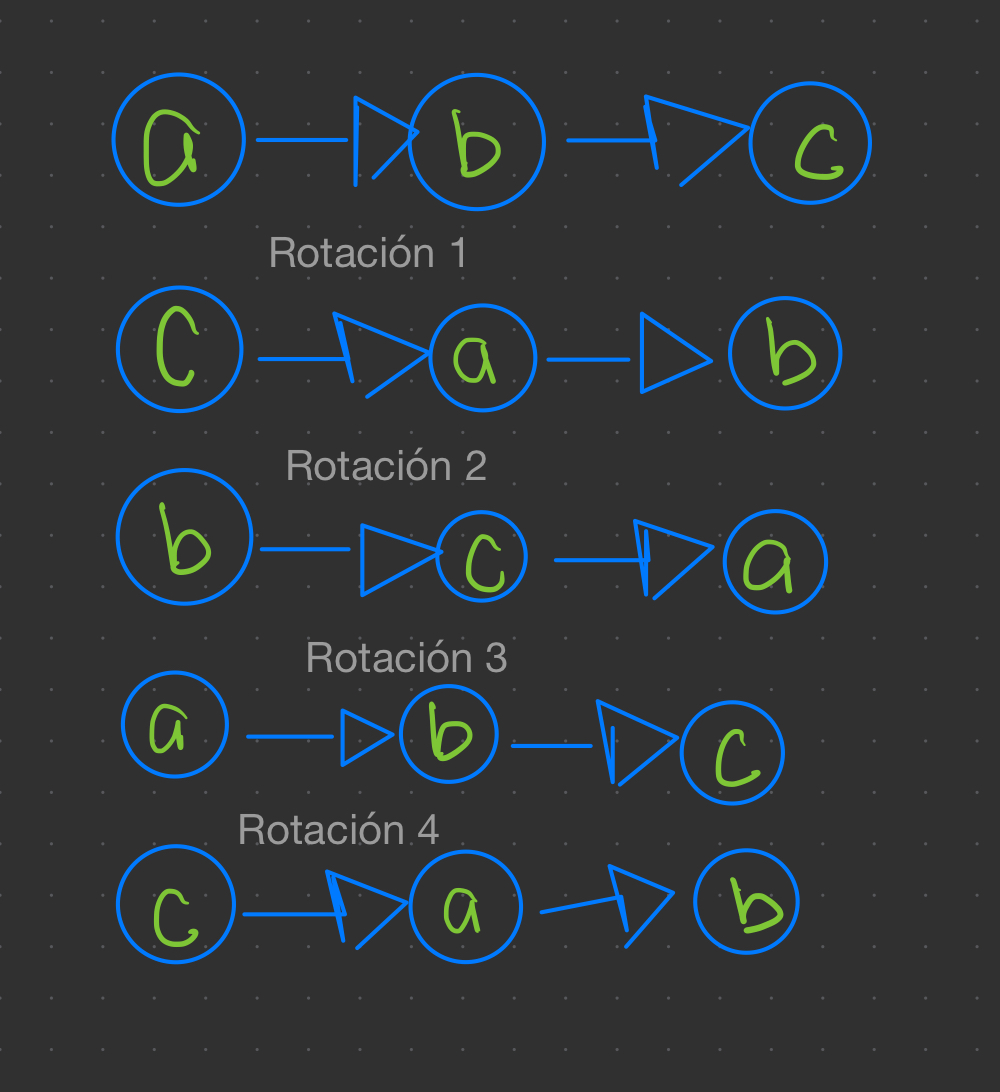 a b c
Rotación 1
C a b
Rotación 2
b c a
Rotación 3
a b c
Rotación 4
c a b